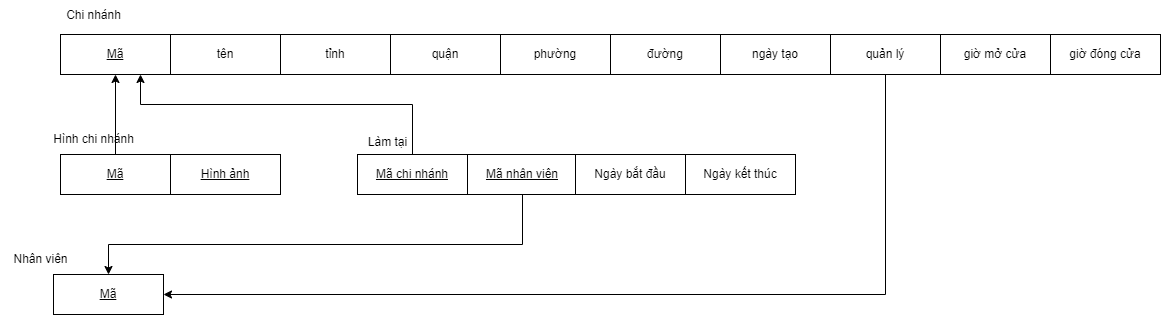 Chi nhánh
Mã tên tỉnh quận phường đường ngày tạo quản lý giờ mở cửa giờ đóng cửa
Hình chi nhánh
Mã Hình ảnh
Làm tại
Mã chi nhánh Mã nhân viên Ngày bắt đầu Ngày kết thúc
Nhân viên
Mã